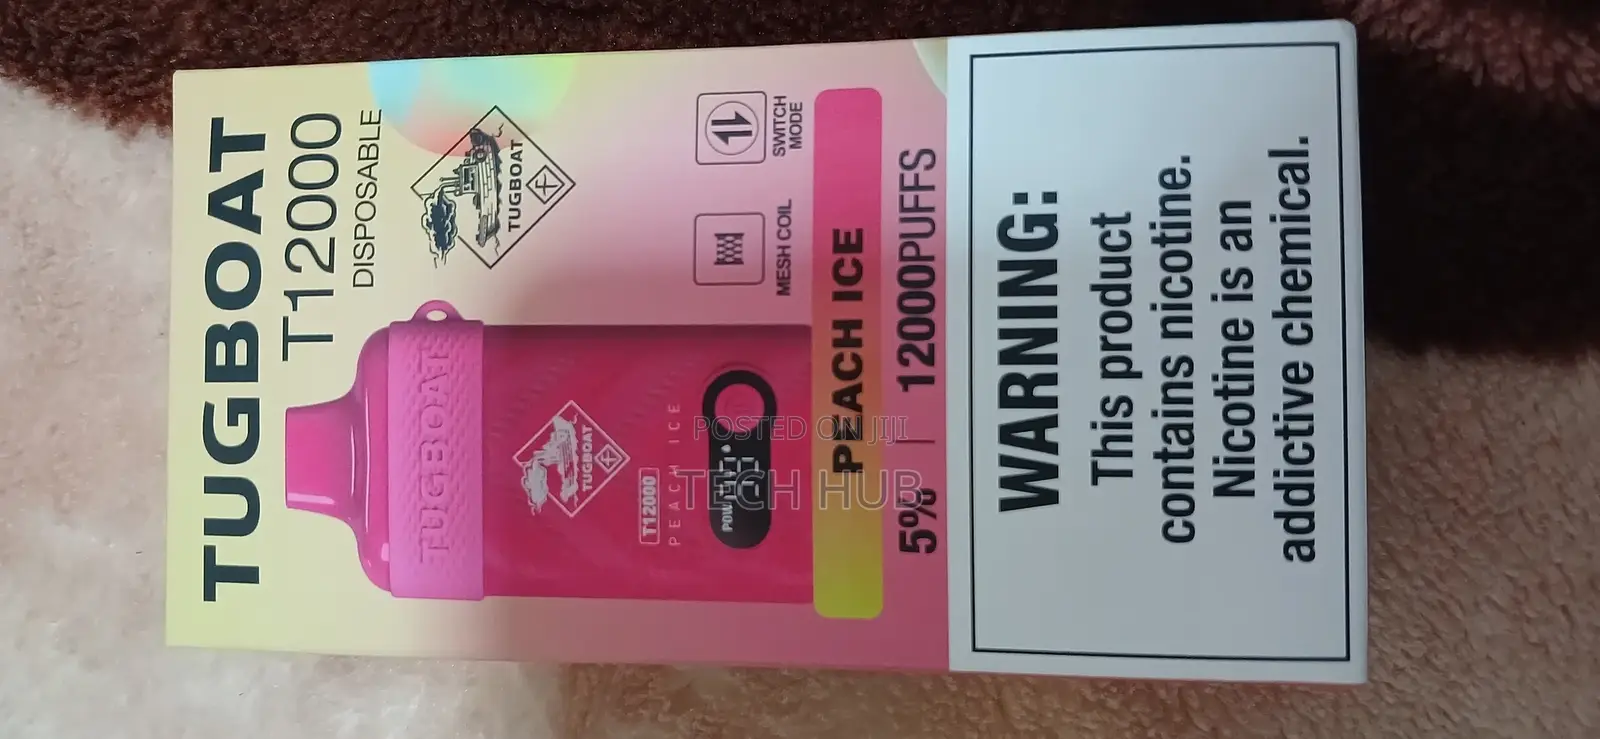 TUGBOAT
T12000
DISPOSABLE
TUGBOAT
TUGBOAT
TUGBOAT
T12000
PEACH ICE
MESH COIL
SWITCH
MODE
PEACH ICE
5% | 12000PUFFS
WARNING:
This product
contains nicotine.
Nicotine is an
addictive chemical.
POSTED ON JIJI
TECH HUB